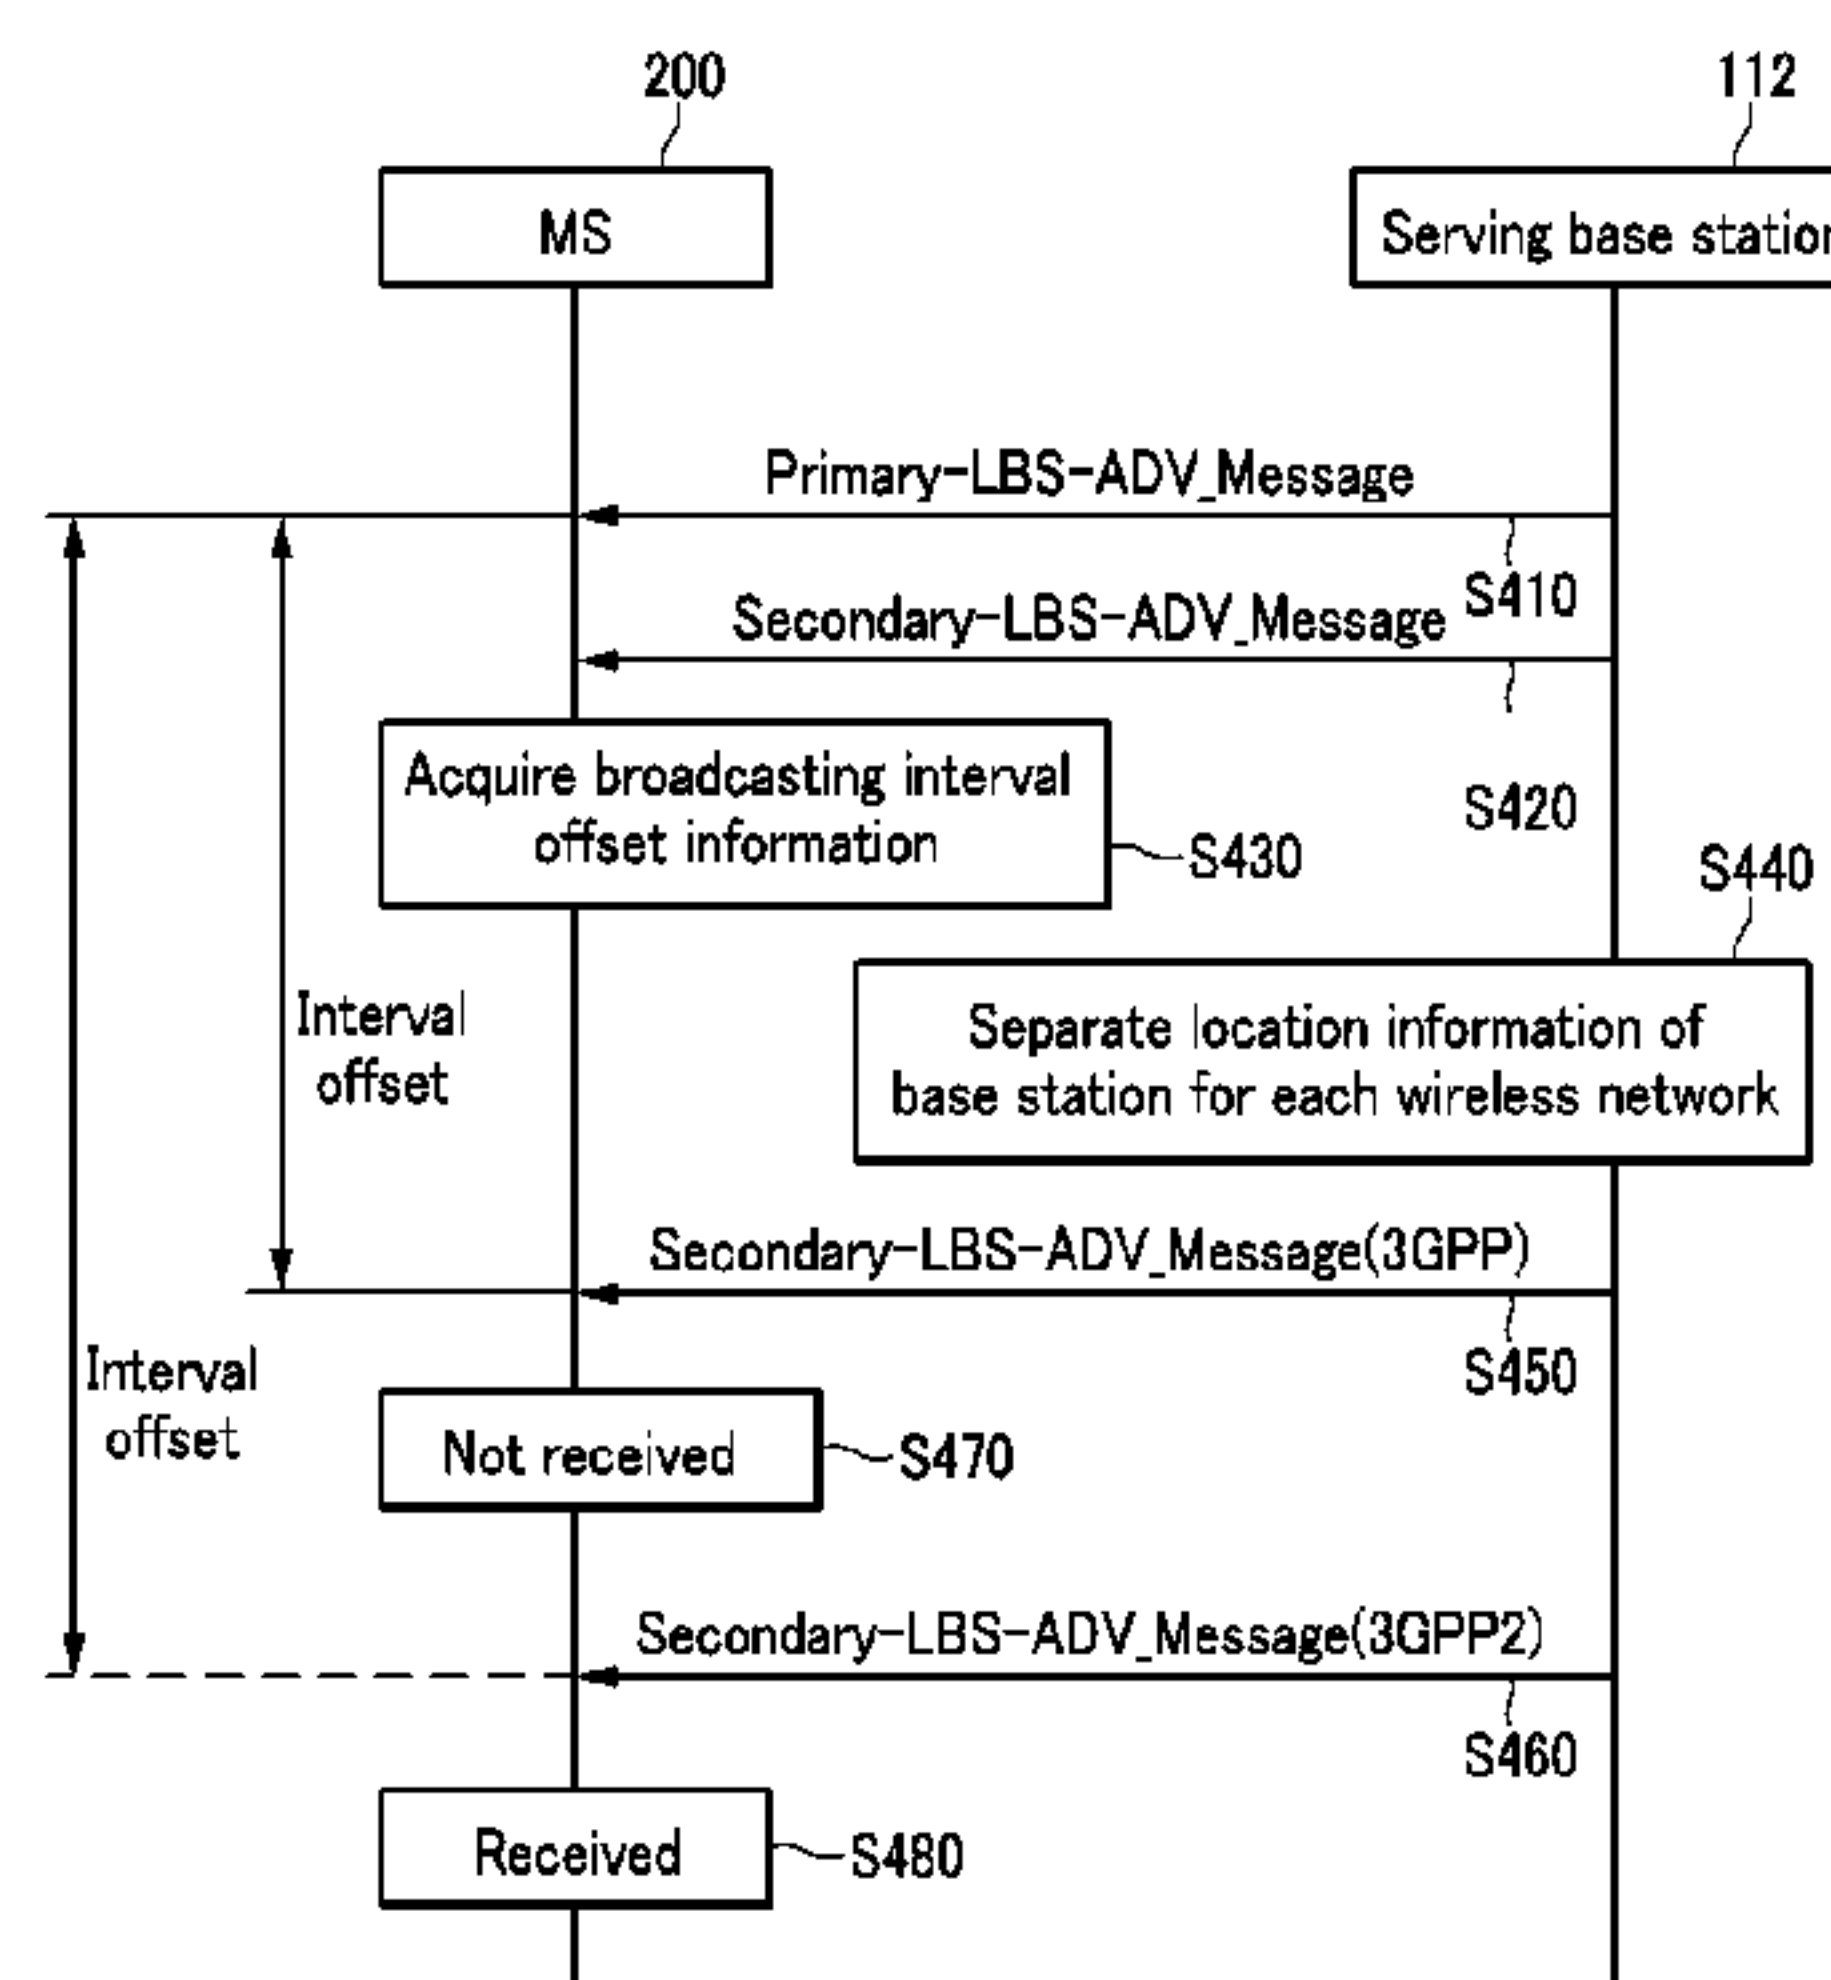 200
112
MS
Serving base station
Primary-LBS-ADV_Message
S410
Secondary-LBS-ADV_Message
S420
Acquire broadcasting interval
offset information
S430
S440
Separate location information of
base station for each wireless network
Interval
offset
Secondary-LBS-ADV_Message(3GPP)
S450
Interval
offset
Not received
S470
Secondary-LBS-ADV_Message(3GPP2)
S460
Received
S480